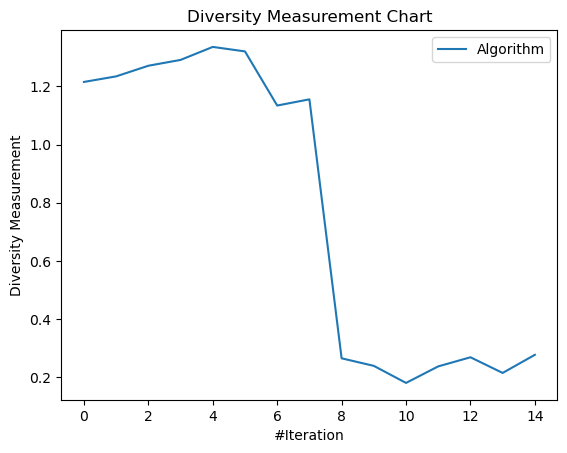 Diversity Measurement Chart
Algorithm
Diversity Measurement
1.2
1.0
0.8
0.6
0.4
0.2
0 2 4 6 8 10 12 14
#Iteration